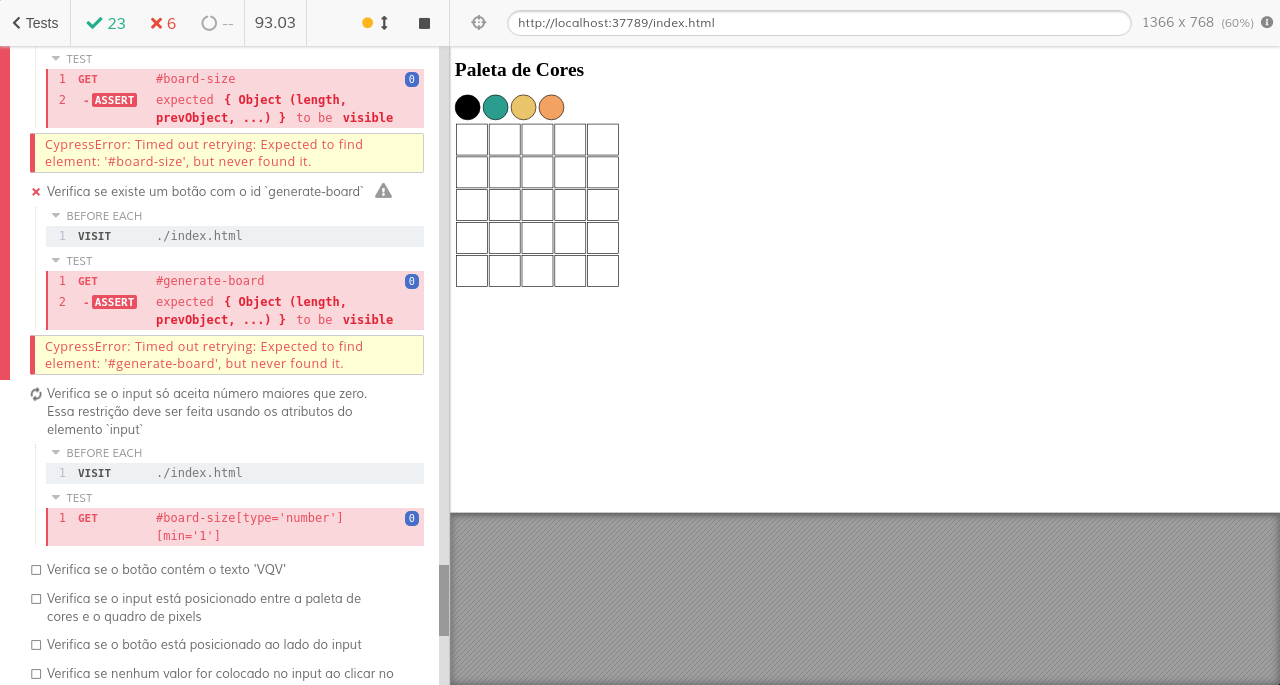 Tests
23
6
--
93.03
http://localhost:37789/index.html
1366 x 768 (60%)
TEST
1 GET #board-size 0
2 -ASSERT expected { Object (length,
prevObject, ...) } to be visible
CypressError: Timed out retrying: Expected to find
element: '#board-size', but never found it.
Verifica se existe um botão com o id `generate-board`
BEFORE EACH
1 VISIT ./index.html
TEST
1 GET #generate-board 0
2 -ASSERT expected { Object (length,
prevObject, ...) } to be visible
CypressError: Timed out retrying: Expected to find
element: '#generate-board', but never found it.
Verifica se o input só aceita número maiores que zero.
Essa restrição deve ser feita usando os atributos do
elemento `input`
BEFORE EACH
1 VISIT ./index.html
TEST
1 GET #board-size[type='number'] 0
[min='1']
Verifica se o botão contém o texto 'VQV'
Verifica se o input está posicionado entre a paleta de
cores e o quadro de pixels
Verifica se o botão está posicionado ao lado do input
Verifica se nenhum valor for colocado no input ao clicar no
Paleta de Cores